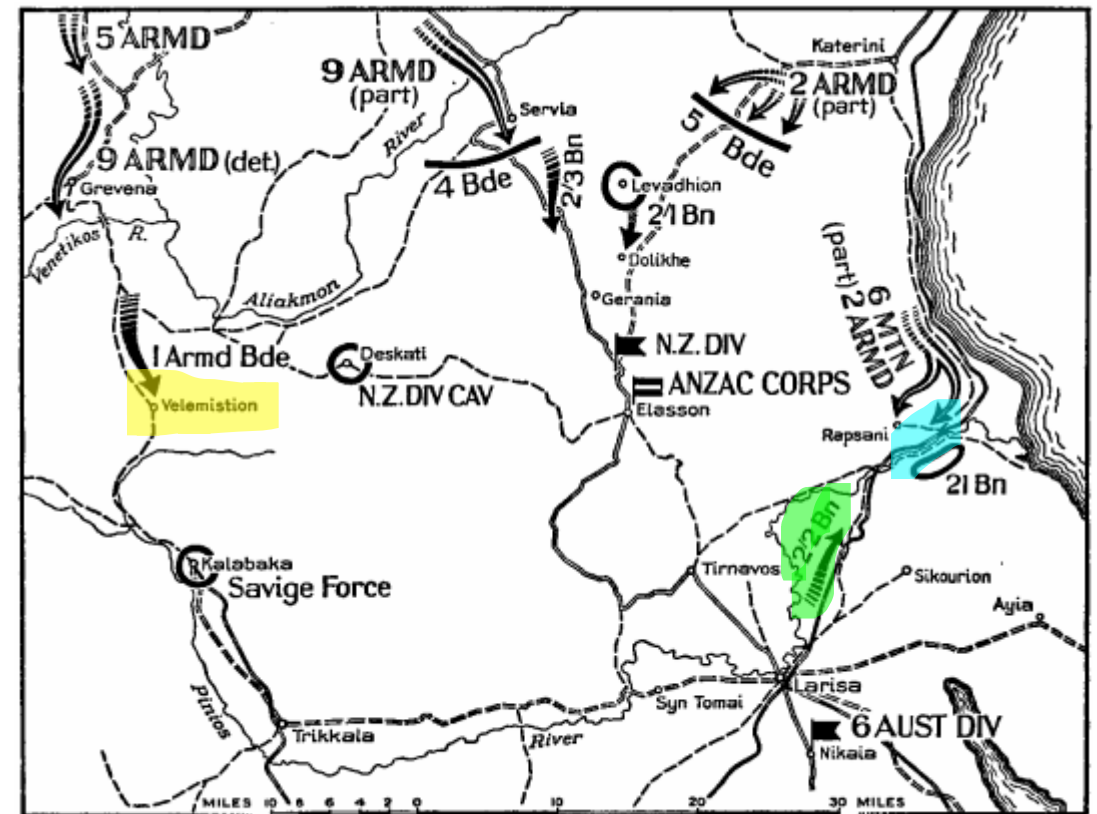 5 ARMD
9 ARMD
(part)
Katerini
2 ARMD
(part)
Servia
River
5 Bde
9 ARMD (det)
Grevena
4 Bde
2/3 Bn
Levadhion
2/1 Bn
Venetikos R.
Dolikhe
Aliakmon
Gerania
6 MTN
2 ARMD
(part)
1 Armd Bde
Deskati
N.Z. DIV CAV
N.Z. DIV
ANZAC CORPS
Elasson
Velemistion
Rapsani
21 Bn
2/2 Bn
Kalabaka
Savige Force
Tirnavos
Sikourion
Ayia
Pinios
River
Syn Tomai
Larisa
Trikkala
6 AUST DIV
Nikaia
MILES 10 8 6 4 2 0 10 20 30 MILES